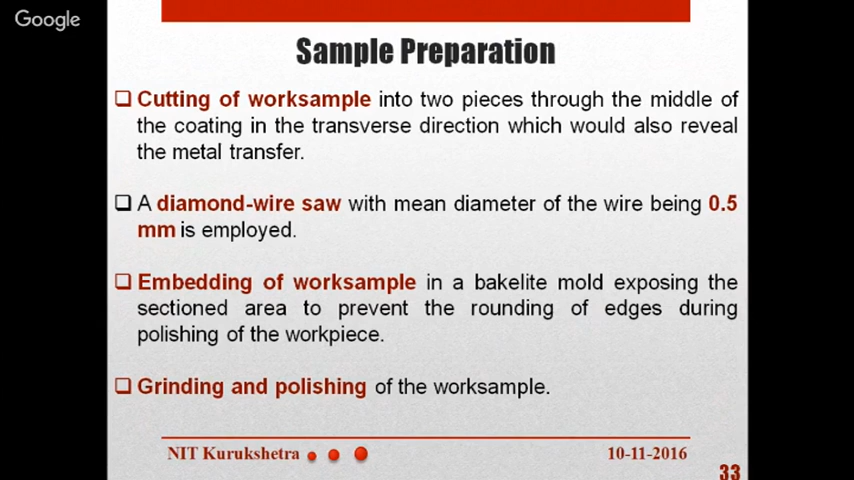 Google
Sample Preparation
Cutting of worksample into two pieces through the middle of
the coating in the transverse direction which would also reveal
the metal transfer.
A diamond-wire saw with mean diameter of the wire being 0.5
mm is employed.
Embedding of worksample in a bakelite mold exposing the
sectioned area to prevent the rounding of edges during
polishing of the workpiece.
Grinding and polishing of the worksample.
NIT Kurukshetra
10-11-2016
33